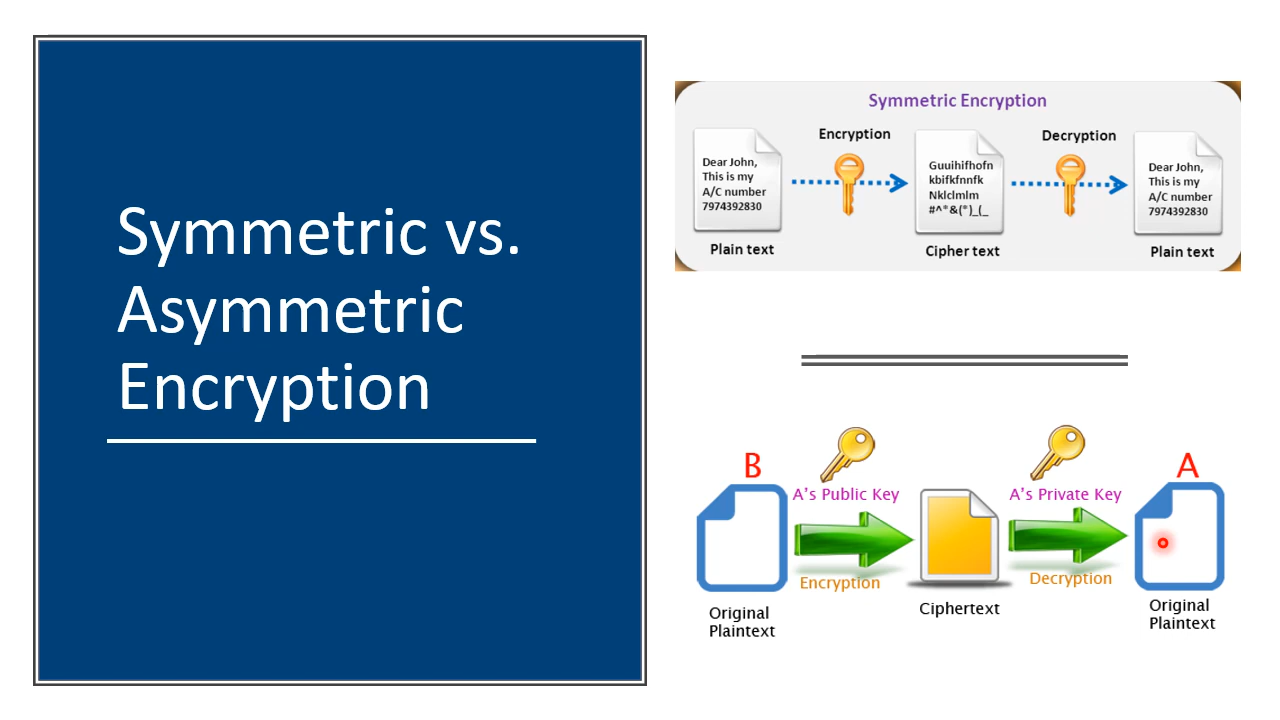 Symmetric vs.
Asymmetric
Encryption
Symmetric Encryption
Encryption
Decryption
Dear John,
This is my
A/C number
7974392830
Guuihifhofn
kbifkfnnfk
Nklclmlm
#^*&(*)_(_
Dear John,
This is my
A/C number
7974392830
Plain text
Cipher text
Plain text
B
A
A's Public Key
A's Private Key
Encryption
Decryption
Original
Plaintext
Ciphertext
Original
Plaintext